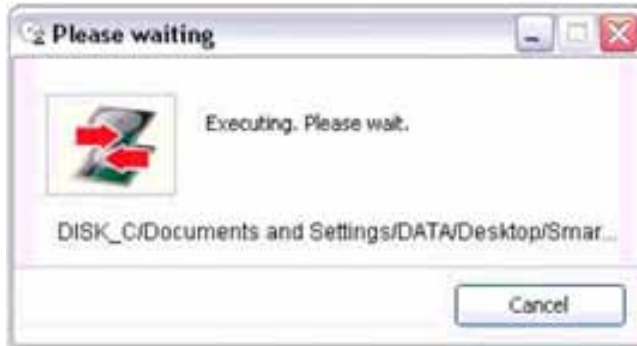 Please waiting
Executing. Please wait.
DISK_C/Documents and Settings/DATA/Desktop/Smar...
Cancel